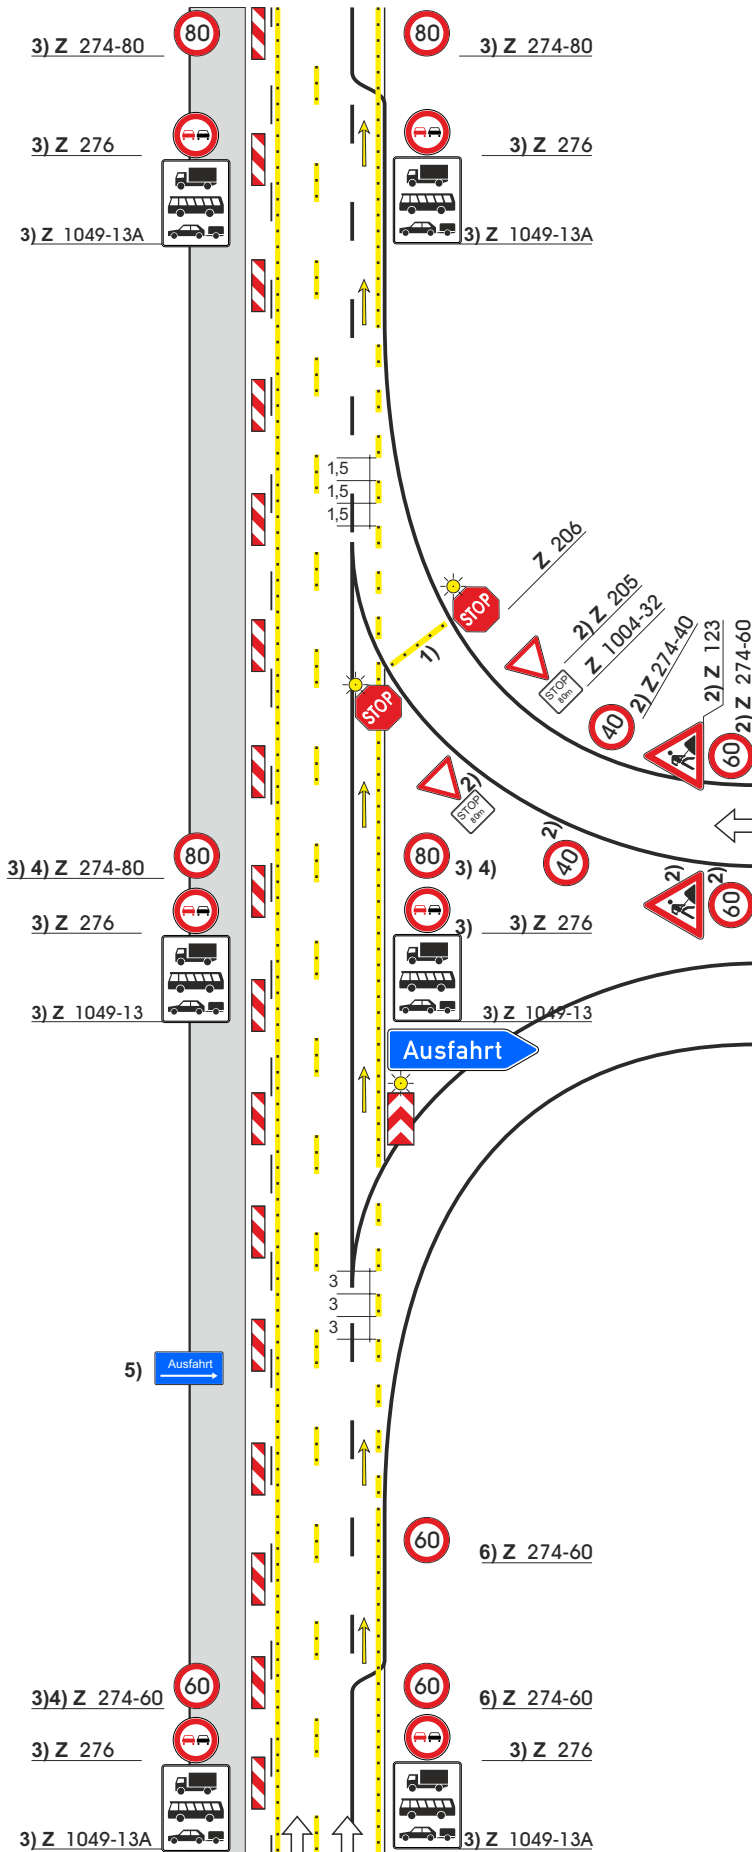 80
80
3) Z 274-80
3) Z 274-80
3) Z 276
3) Z 276
3) Z 1049-13A
3) Z 1049-13A
1,5
1,5
1,5
Z 206
STOP
2) Z 205
Z 1004-32
2) Z 274-40
2) Z 123
2) Z 274-60
1)
STOP
80m
STOP
40
60
2)
STOP
80m
2)
40
2)
2)
60
80
80
3) 4) Z 274-80
3) 4)
3) Z 276
3)
3) Z 276
3) Z 1049-13
3) Z 1049-13
Ausfahrt
3
3
3
5)
Ausfahrt
60
6) Z 274-60
60
60
3)4) Z 274-60
6) Z 274-60
3) Z 276
3) Z 276
3) Z 1049-13A
3) Z 1049-13A